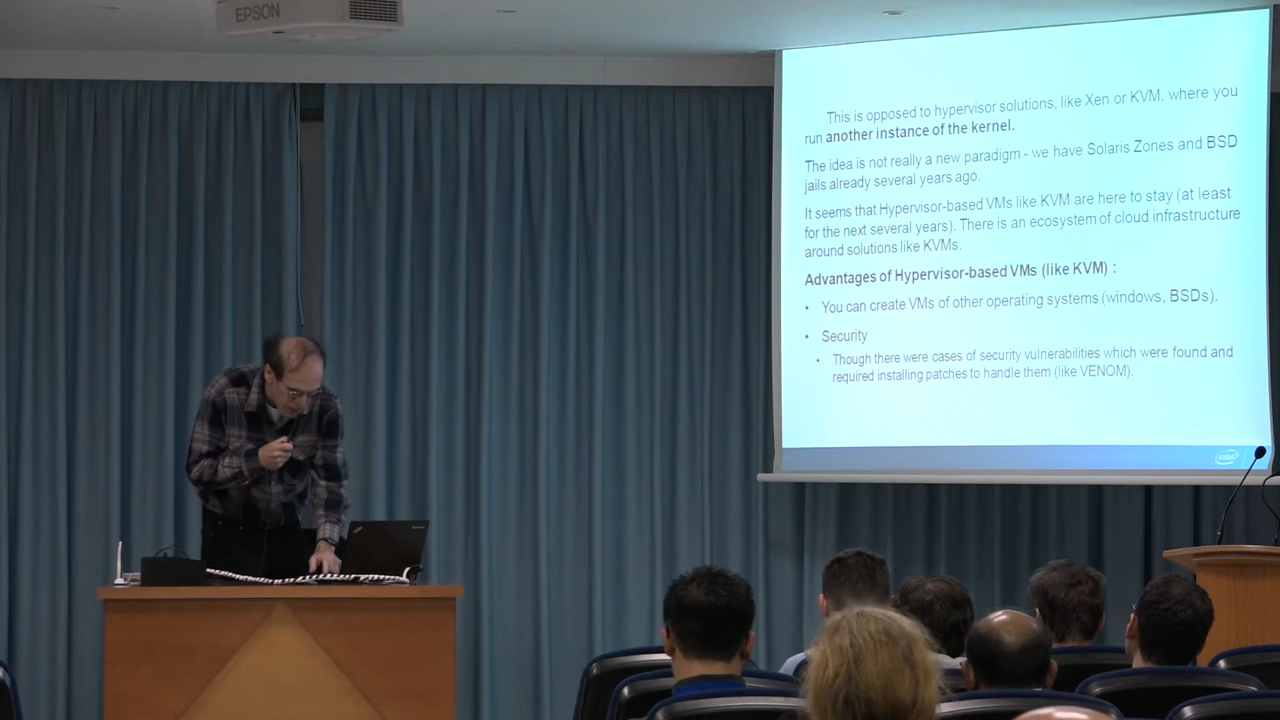 EPSON
This is opposed to hypervisor solutions, like Xen or KVM, where you
run another instance of the kernel.
The idea is not really a new paradigm - we have Solaris Zones and BSD
jails already several years ago.
It seems that Hypervisor-based VMs like KVM are here to stay (at least
for the next several years). There is an ecosystem of cloud infrastructure
around solutions like KVMs.
Advantages of Hypervisor-based VMs (like KVM) :
• You can create VMs of other operating systems (windows, BSDs).
• Security
• Though there were cases of security vulnerabilities which were found and
required installing patches to handle them (like VENOM).
intel